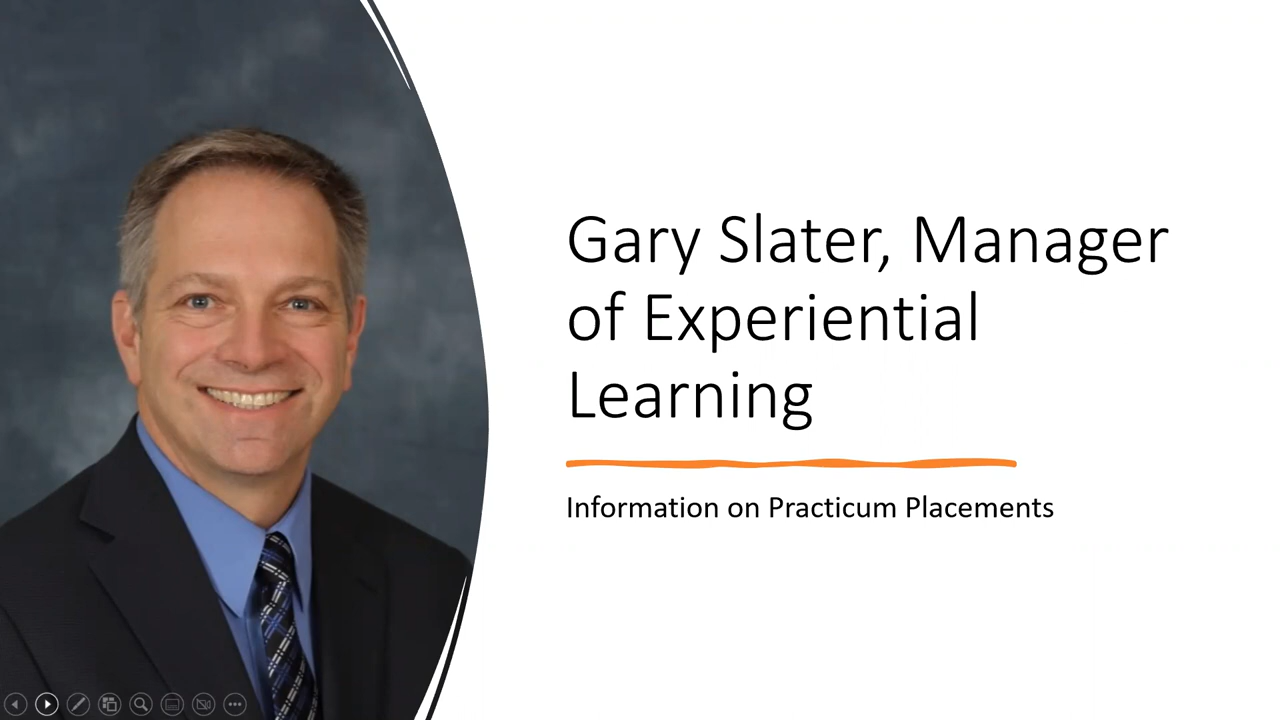 Gary Slater, Manager
of Experiential
Learning
Information on Practicum Placements